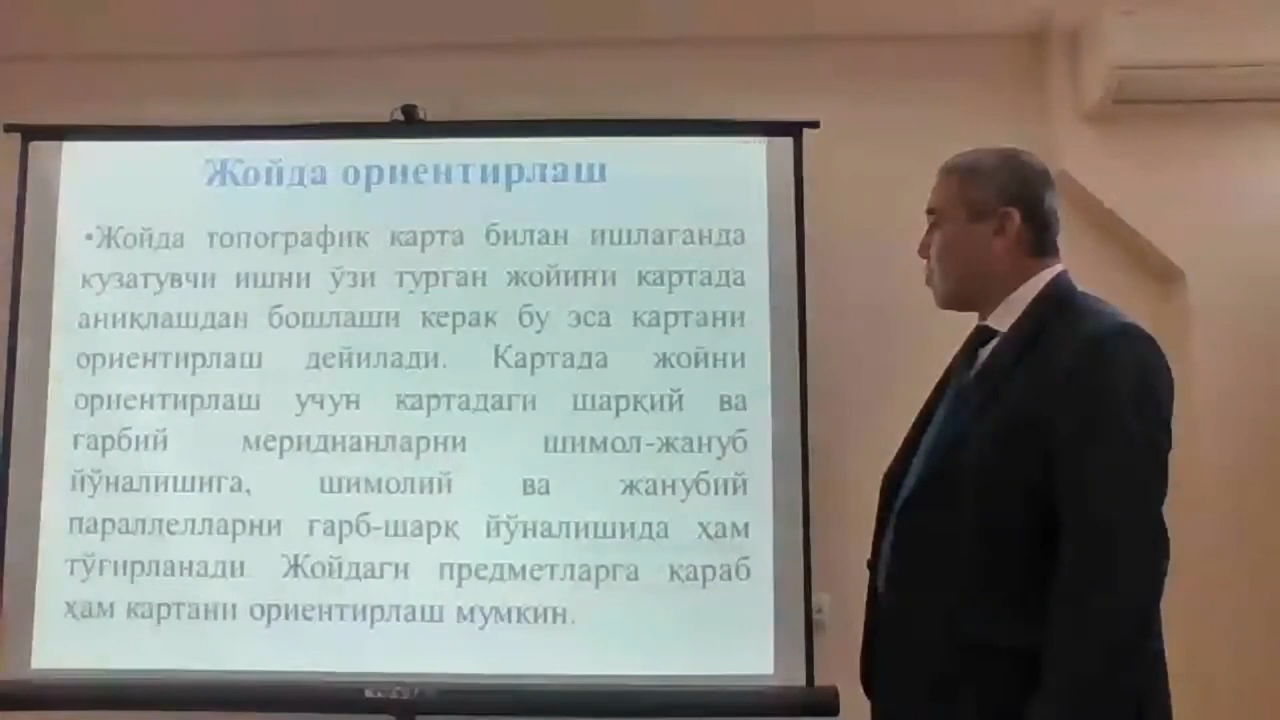 Жойда ориентирлаш
•Жойда топографик карта билан ишлаганда
кузатувчи ишни ўзи турган жойини картада
аниқлашдан бошлаши керак бу эса картани
ориентирлаш дейилади. Картада жойни
ориентирлаш учун картадаги шарқий ва
ғарбий меридианларни шимол-жануб
йўналишига, шимолий ва жанубий
параллелларни ғарб-шарқ йўналишида ҳам
тўғирланади. Жойдаги предметларга қараб
ҳам картани ориентирлаш мумкин.